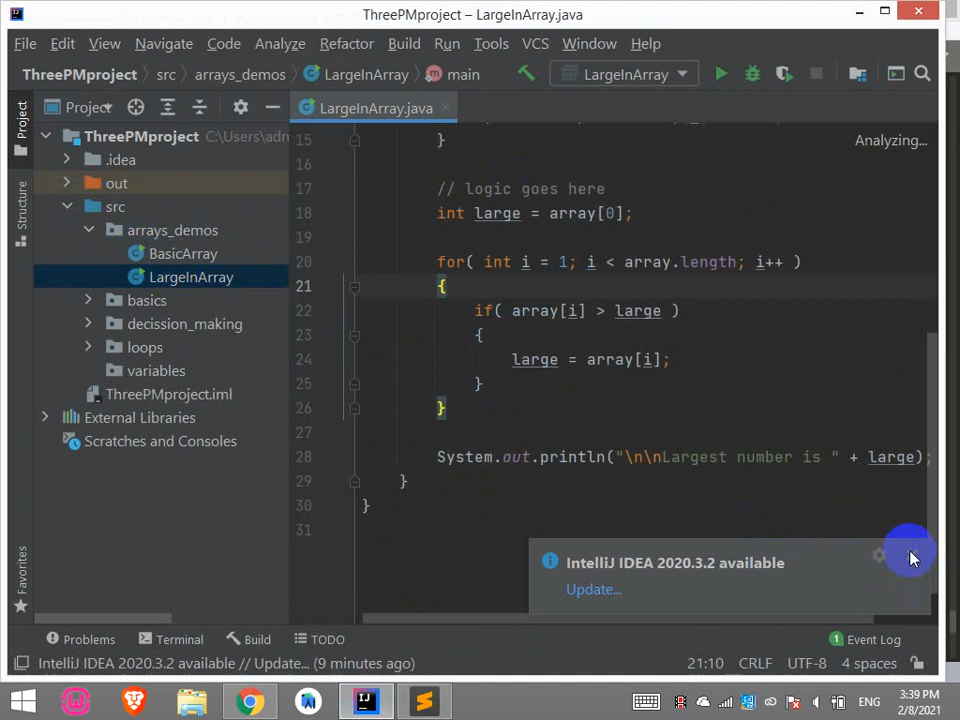 ThreePMproject – LargeInArray.java
File Edit View Navigate Code Analyze Refactor Build Run Tools VCS Window Help
ThreePMproject src arrays_demos LargeInArray main LargeInArray
Project LargeInArray.java
Project
Structure
Favorites
ThreePMproject C:\Users\adn
.idea
out
src
arrays_demos
BasicArray
LargeInArray
basics
decission_making
loops
variables
ThreePMproject.iml
External Libraries
Scratches and Consoles
Analyzing...
15 }
16
17 // logic goes here
18 int large = array[0];
19
20 for( int i = 1; i < array.length; i++ )
21 {
22 if( array[i] > large )
23 {
24 large = array[i];
25 }
26 }
27
28 System.out.println("\n\nLargest number is " + large);
29 }
30 }
31
IntelliJ IDEA 2020.3.2 available
Update...
Problems Terminal Build TODO 1 Event Log
IntelliJ IDEA 2020.3.2 available // Update... (9 minutes ago) 21:10 CRLF UTF-8 4 spaces
ENG
3:39 PM
2/8/2021